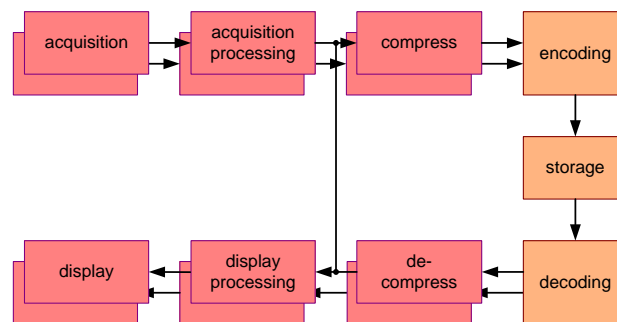 acquisition
acquisition
processing
compress
encoding
storage
display
display
processing
de-
compress
decoding